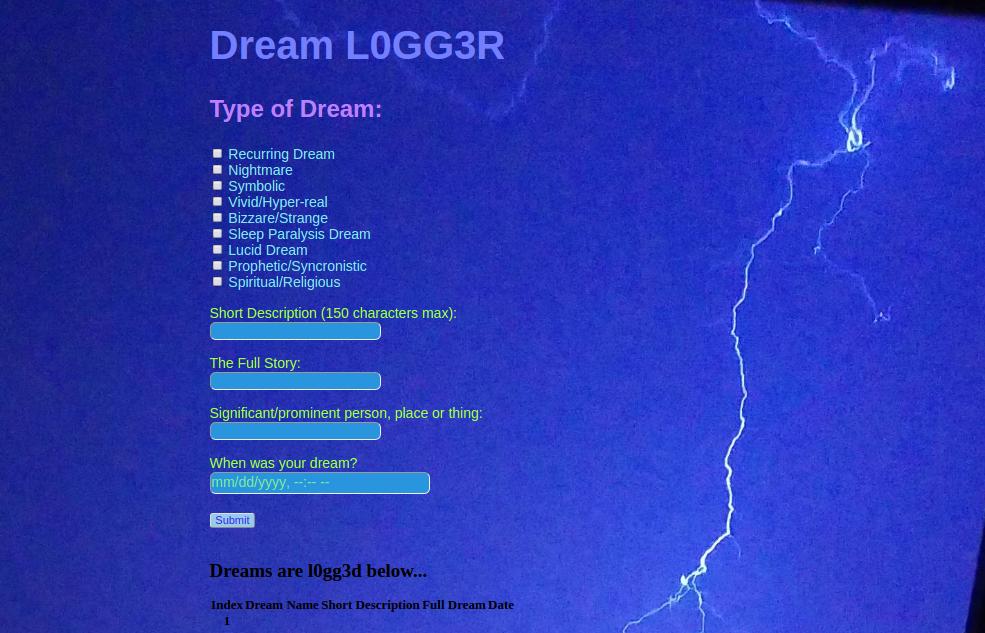 Dream L0GG3R
Type of Dream:
Recurring Dream
Nightmare
Symbolic
Vivid/Hyper-real
Bizzare/Strange
Sleep Paralysis Dream
Lucid Dream
Prophetic/Syncronistic
Spiritual/Religious
Short Description (150 characters max):
The Full Story:
Significant/prominent person, place or thing:
When was your dream?
mm/dd/yyyy, --:-- --
Submit
Dreams are l0gg3d below...
Index Dream Name Short Description Full Dream Date
1